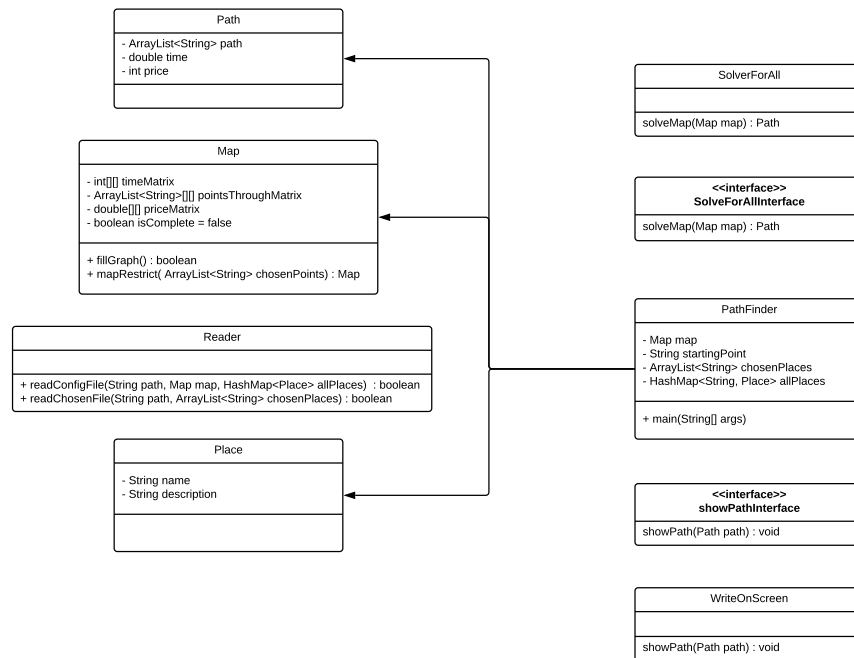 Path
- ArrayList<String> path
- double time
- int price
Map
- int[][] timeMatrix
- ArrayList<String>[][] pointsThroughMatrix
- double[][] priceMatrix
- boolean isComplete = false
+ fillGraph() : boolean
+ mapRestrict( ArrayList<String> chosenPoints) : Map
Reader
+ readConfigFile(String path, Map map, HashMap<Place> allPlaces)  : boolean
+ readChosenFile(String path, ArrayList<String> chosenPlaces) : boolean
Place
- String name
- String description
SolverForAll
solveMap(Map map) : Path
<<interface>>
SolveForAllInterface
solveMap(Map map) : Path
PathFinder
- Map map
- String startingPoint
- ArrayList<String> chosenPlaces
- HashMap<String, Place> allPlaces
+ main(String[] args)
<<interface>>
showPathInterface
showPath(Path path) : void
WriteOnScreen
showPath(Path path) : void